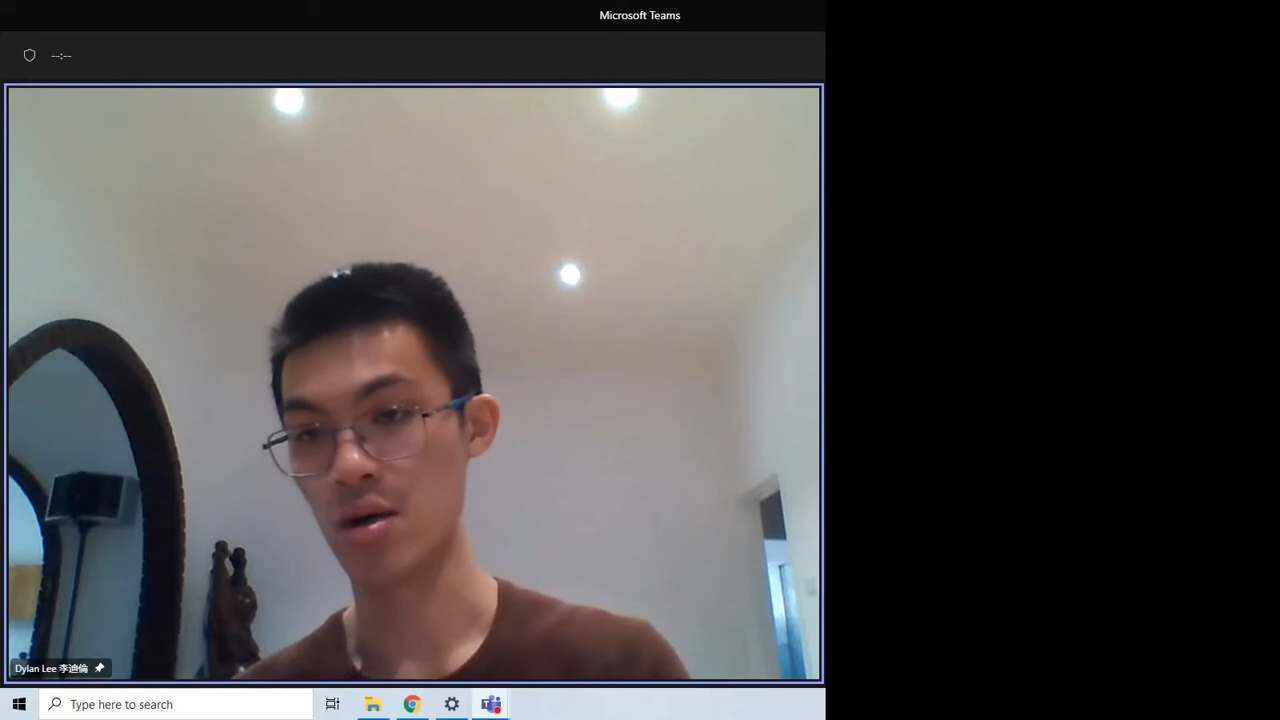 Microsoft Teams
--:--
Dylan Lee 李迪倫
Type here to search